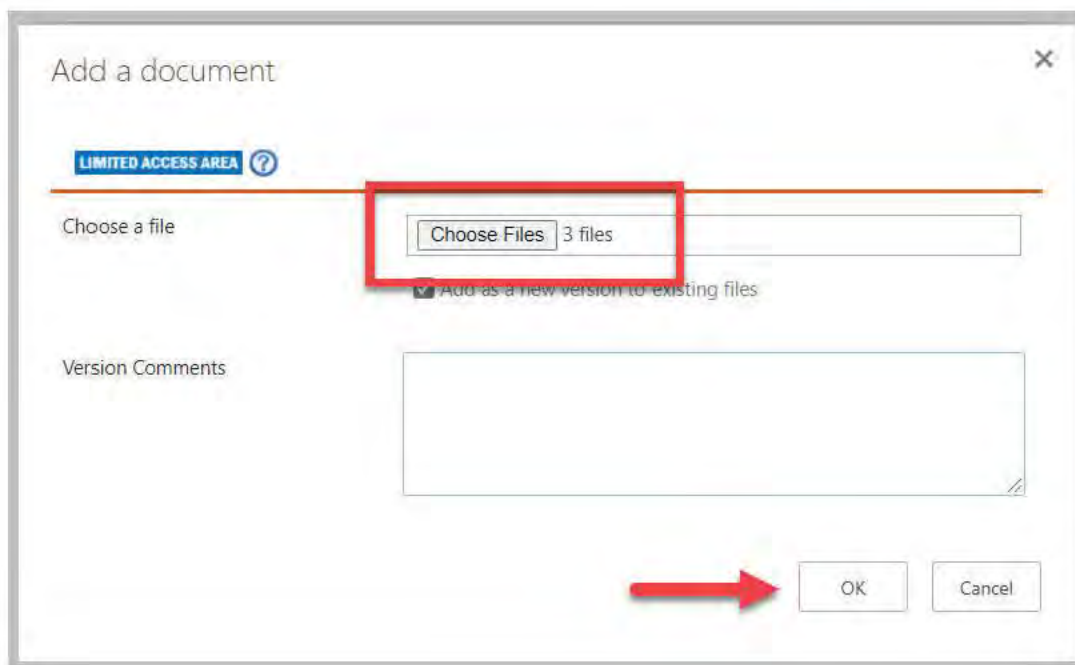 Add a document
LIMITED ACCESS AREA ?
Choose a file
Choose Files 3 files
Add as a new version to existing files
Version Comments
OK Cancel